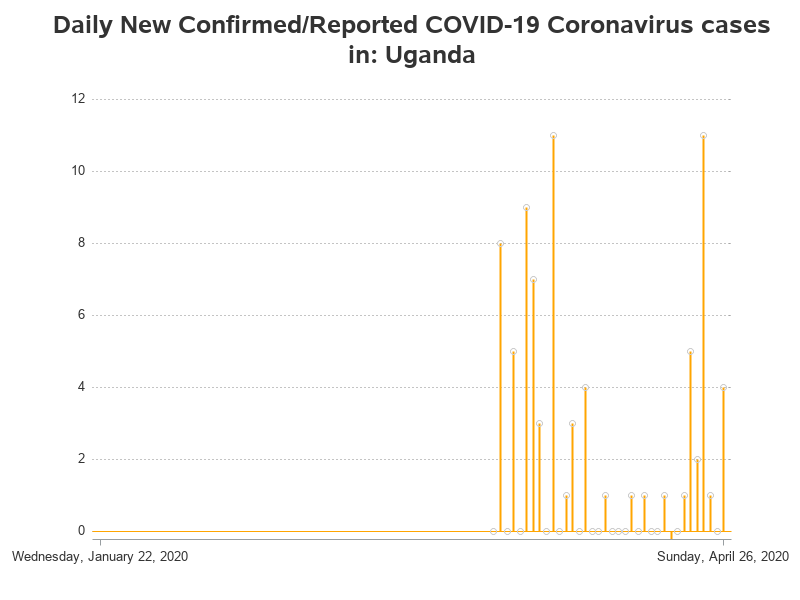 Daily New Confirmed/Reported COVID-19 Coronavirus cases
in: Uganda
12
10
8
6
4
2
0
Wednesday, January 22, 2020
Sunday, April 26, 2020